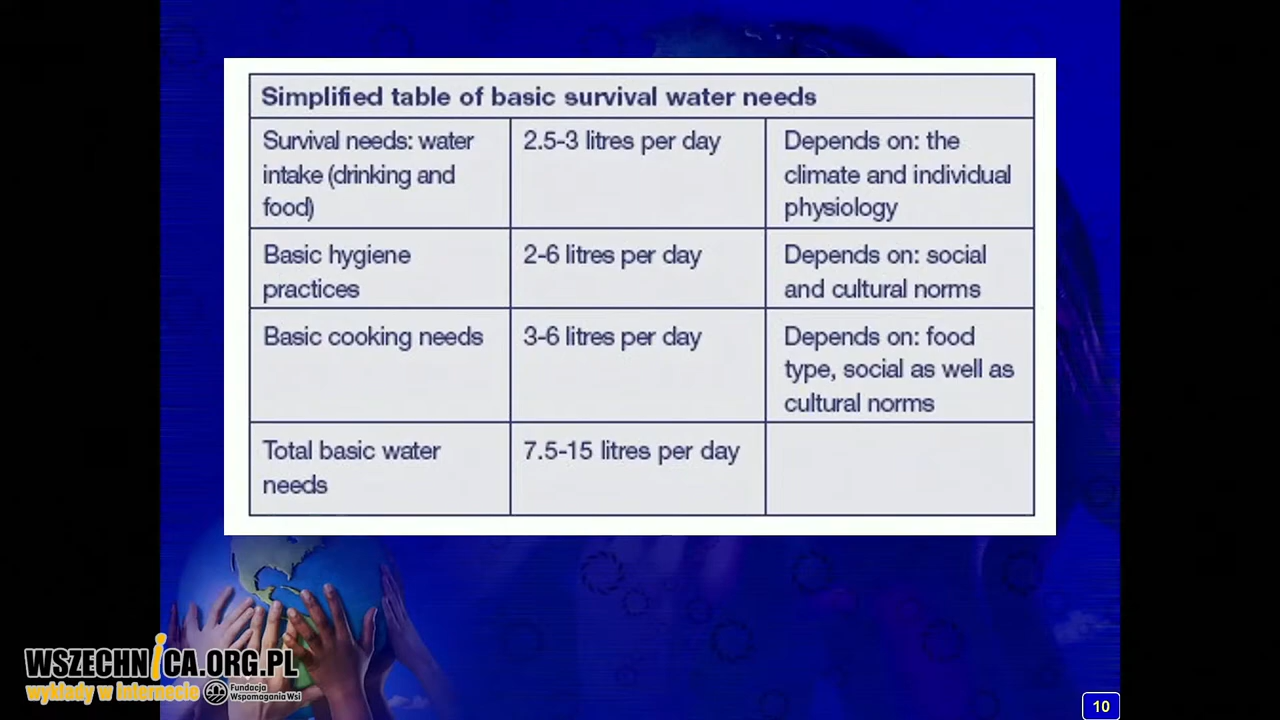 Simplified table of basic survival water needs
Survival needs: water
intake (drinking and
food)
2.5-3 litres per day
Depends on: the
climate and individual
physiology
Basic hygiene
practices
2-6 litres per day
Depends on: social
and cultural norms
Basic cooking needs
3-6 litres per day
Depends on: food
type, social as well as
cultural norms
Total basic water
needs
7.5-15 litres per day
WSZECHNiCA.ORG.PL
wykłady w internecie
Fundacja
Wspomagania Wsi
10